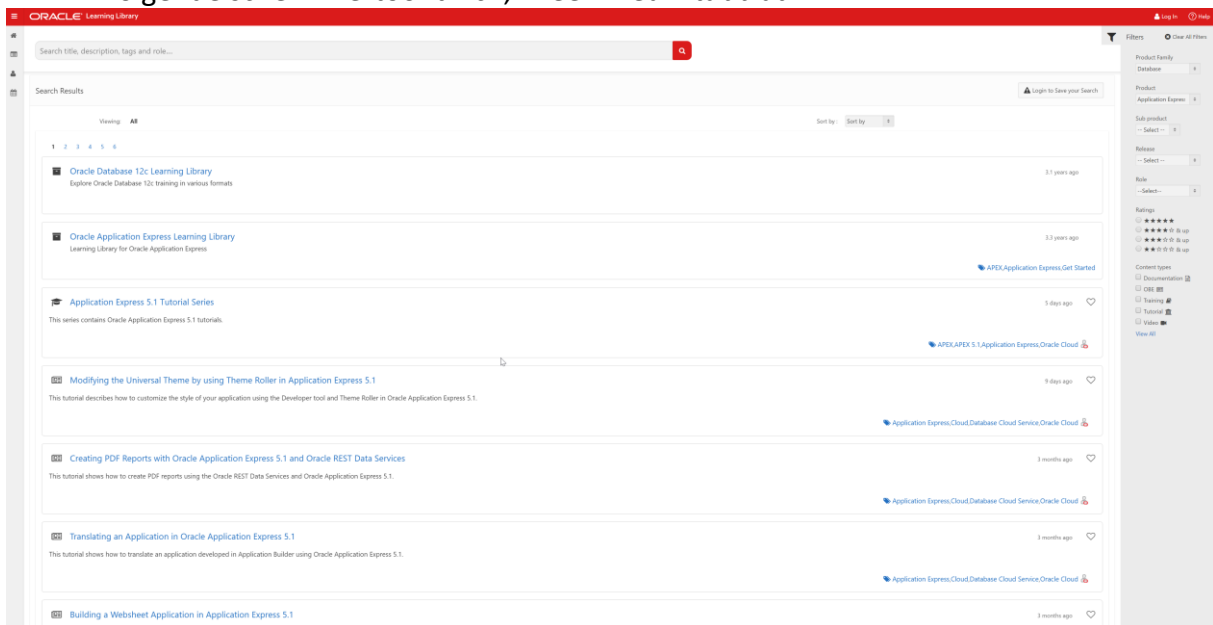 ORACLE Learning Library
Log In
Help
Search title, description, tags and role...
Filters
Clear All Filters
Product Family
Database
Product
Application Express
Sub product
-- Select --
Release
-- Select --
Role
--Select--
Ratings
& up
& up
& up
Content types
Documentation
OBE
Training
Tutorial
Video
View All
Search Results
Login to Save your Search
Viewing: All
Sort by : Sort by
1 2 3 4 5 6
Oracle Database 12c Learning Library
3.1 years ago
Explore Oracle Database 12c training in various formats
Oracle Application Express Learning Library
3.3 years ago
Learning Library for Oracle Application Express
APEX,Application Express,Get Started
Application Express 5.1 Tutorial Series
5 days ago
This series contains Oracle Application Express 5.1 tutorials.
APEX,APEX 5.1,Application Express,Oracle Cloud
Modifying the Universal Theme by using Theme Roller in Application Express 5.1
9 days ago
This tutorial describes how to customize the style of your application using the Developer tool and Theme Roller in Oracle Application Express 5.1.
Application Express,Cloud,Database Cloud Service,Oracle Cloud
Creating PDF Reports with Oracle Application Express 5.1 and Oracle REST Data Services
3 months ago
This tutorial shows how to create PDF reports using the Oracle REST Data Services and Oracle Application Express 5.1.
Application Express,Cloud,Database Cloud Service,Oracle Cloud
Translating an Application in Oracle Application Express 5.1
3 months ago
This tutorial shows how to translate an application developed in Application Builder using Oracle Application Express 5.1.
Application Express,Cloud,Database Cloud Service,Oracle Cloud
Building a Websheet Application in Application Express 5.1
3 months ago